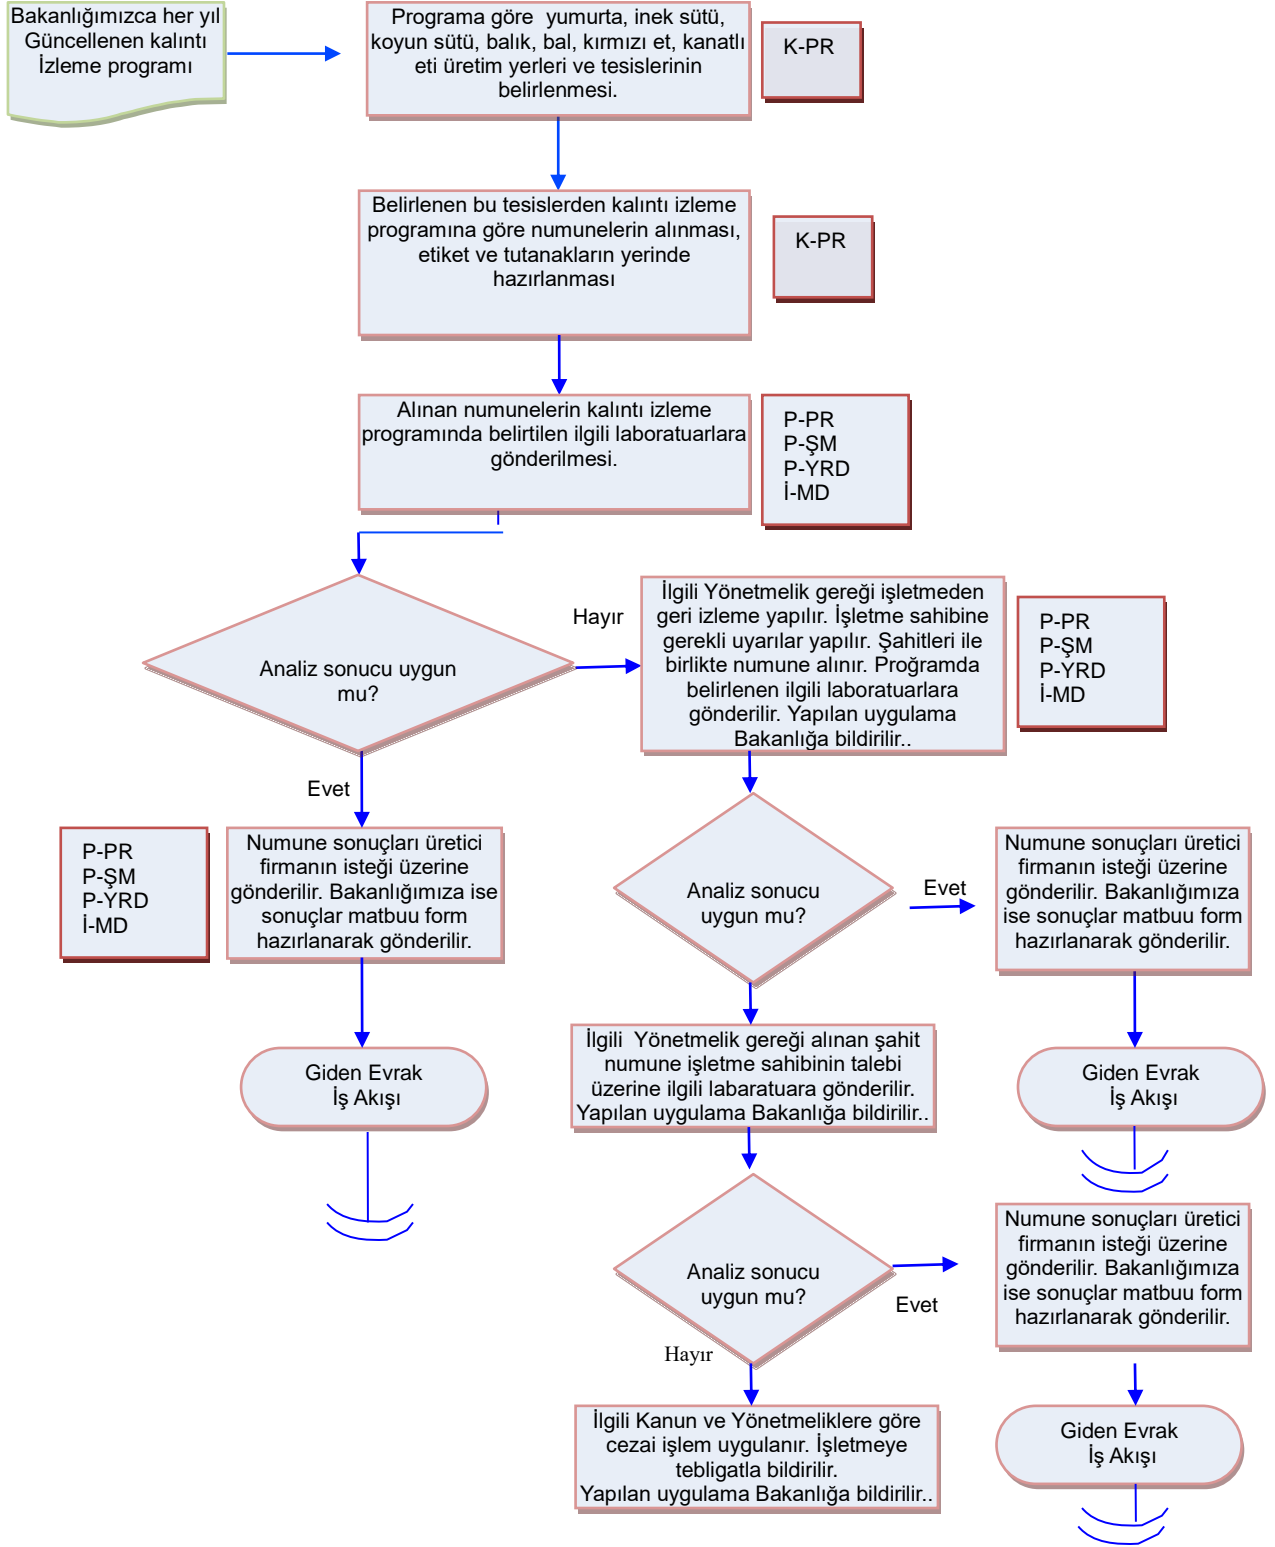 Bakanlığımızca her yıl
Güncellenen kalıntı
İzleme programı
Programa göre  yumurta, inek sütü,
koyun sütü, balık, bal, kırmızı et, kanatlı
eti üretim yerleri ve tesislerinin
belirlenmesi.
K-PR
Belirlenen bu tesislerden kalıntı izleme
programına göre numunelerin alınması,
etiket ve tutanakların yerinde
hazırlanması
K-PR
Alınan numunelerin kalıntı izleme
programında belirtilen ilgili laboratuarlara
gönderilmesi.
P-PR
P-ŞM
P-YRD
İ-MD
Analiz sonucu uygun
mu?
Hayır
İlgili Yönetmelik gereği işletmeden
geri izleme yapılır. İşletme sahibine
gerekli uyarılar yapılır. Şahitleri ile
birlikte numune alınır. Proğramda
belirlenen ilgili laboratuarlara
gönderilir. Yapılan uygulama
Bakanlığa bildirilir..
P-PR
P-ŞM
P-YRD
İ-MD
Evet
P-PR
P-ŞM
P-YRD
İ-MD
Numune sonuçları üretici
firmanın isteği üzerine
gönderilir. Bakanlığımıza ise
sonuçlar matbuu form
hazırlanarak gönderilir.
Analiz sonucu
uygun mu?
Evet
Numune sonuçları üretici
firmanın isteği üzerine
gönderilir. Bakanlığımıza
ise sonuçlar matbuu form
hazırlanarak gönderilir.
Giden Evrak
İş Akışı
İlgili  Yönetmelik gereği alınan şahit
numune işletme sahibinin talebi
üzerine ilgili labaratuara gönderilir.
Yapılan uygulama Bakanlığa bildirilir..
Giden Evrak
İş Akışı
Analiz sonucu
uygun mu?
Evet
Hayır
Numune sonuçları üretici
firmanın isteği üzerine
gönderilir. Bakanlığımıza
ise sonuçlar matbuu form
hazırlanarak gönderilir.
İlgili Kanun ve Yönetmeliklere göre
cezai işlem uygulanır. İşletmeye
tebligatla bildirilir.
Yapılan uygulama Bakanlığa bildirilir..
Giden Evrak
İş Akışı